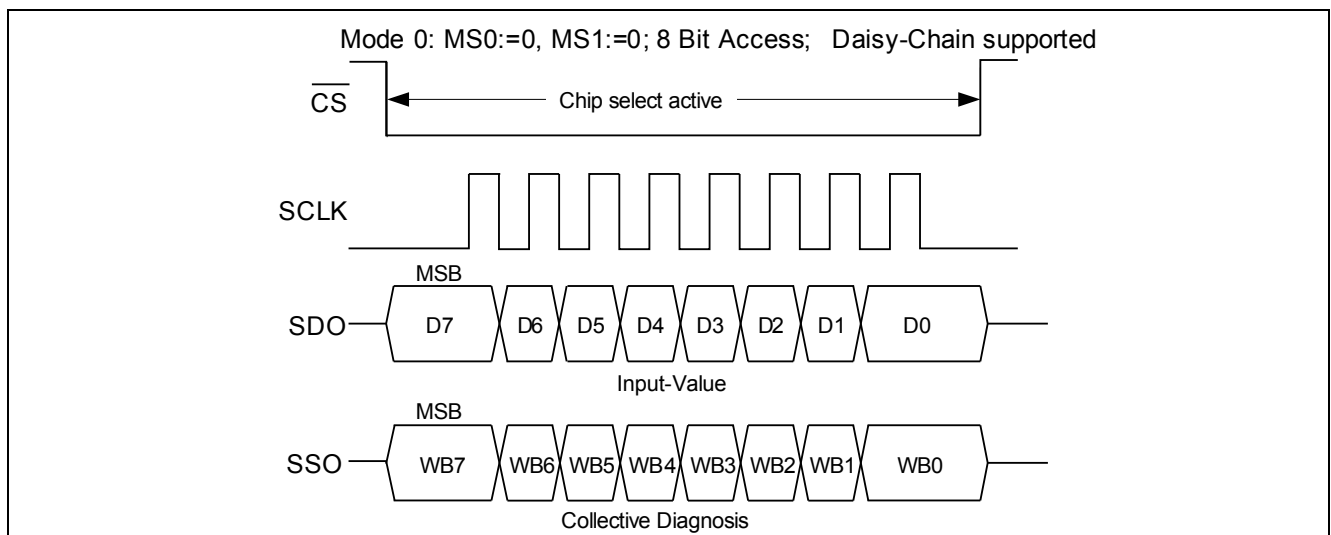 Mode 0: MS0:=0, MS1:=0; 8 Bit Access; Daisy-Chain supported
CS
Chip select active
SCLK
MSB
SDO D7 D6 D5 D4 D3 D2 D1 D0
Input-Value
MSB
SSO WB7 WB6 WB5 WB4 WB3 WB2 WB1 WB0
Collective Diagnosis